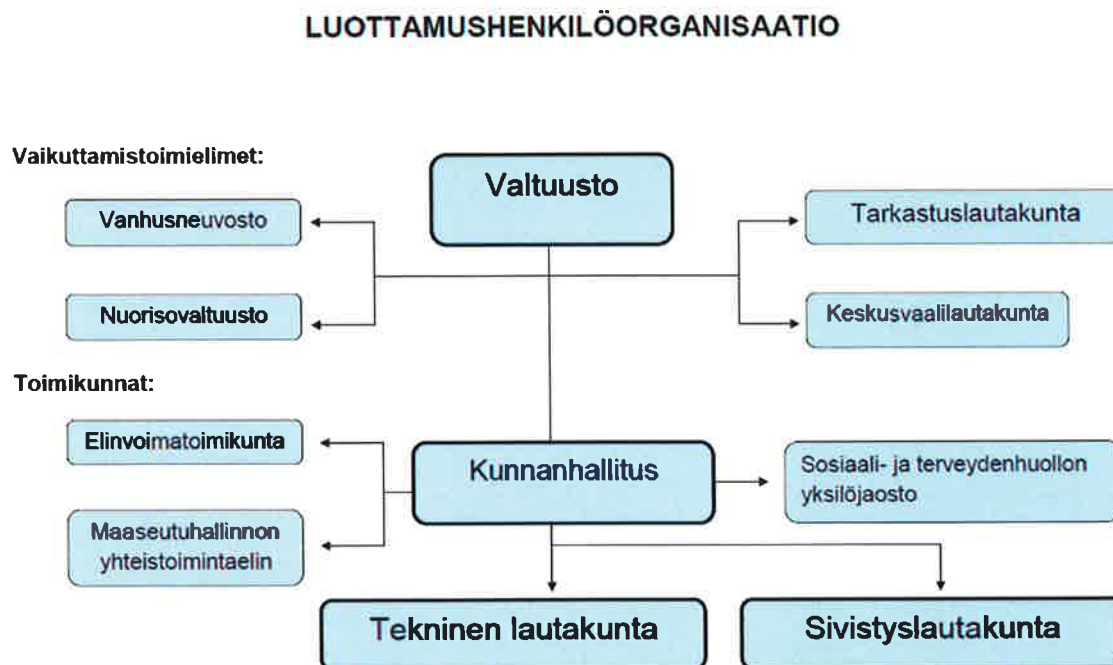 LUOTTAMUSHENKILÖORGANISAATIO
Vaikuttamistoimielimet:
Valtuusto
Vanhusneuvosto
Tarkastuslautakunta
Nuorisovaltuusto
Keskusvaalilautakunta
Toimikunnat:
Elinvoimatoimikunta
Kunnanhallitus
Sosiaali- ja terveydenhuollon
yksilöjaosto
Maaseutuhallinnon
yhteistoimintaelin
Tekninen lautakunta
Sivistyslautakunta